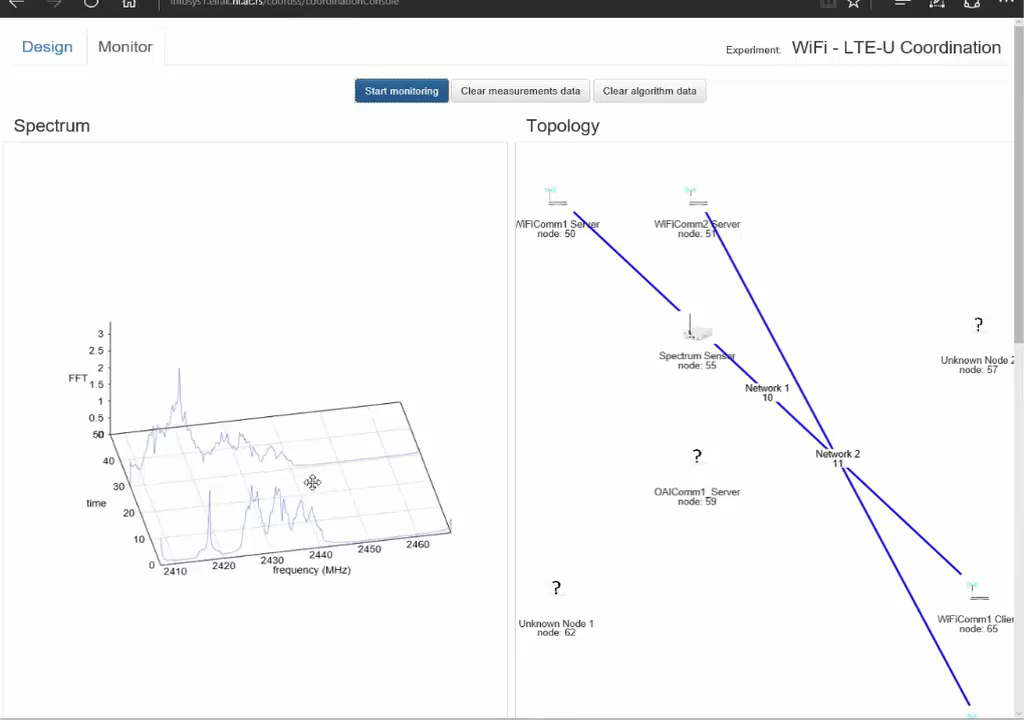 Design
Monitor
Experiment: WiFi - LTE-U Coordination
Start monitoring
Clear measurements data
Clear algorithm data
Spectrum
3
2.5
2
FFT
1.5
1
0.5
50
40
30
time
20
10
0
2410
2420
2430
2440
2450
2460
frequency (MHz)
Topology
WiFiComm1 Server
node: 50
WiFiComm2 Server
node: 51
Spectrum Sensor
node: 55
Unknown Node 2
node: 57
Network 1
10
Network 2
11
?
OAIComm1_Server
node: 59
?
Unknown Node 1
node: 62
?
WiFiComm1 Clien
node: 65